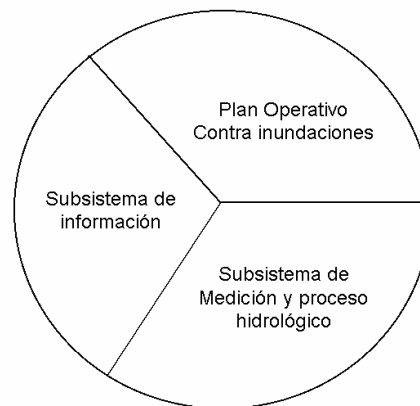 Plan Operativo
Contra inundaciones
Subsistema de
información
Subsistema de
Medición y proceso
hidrológico